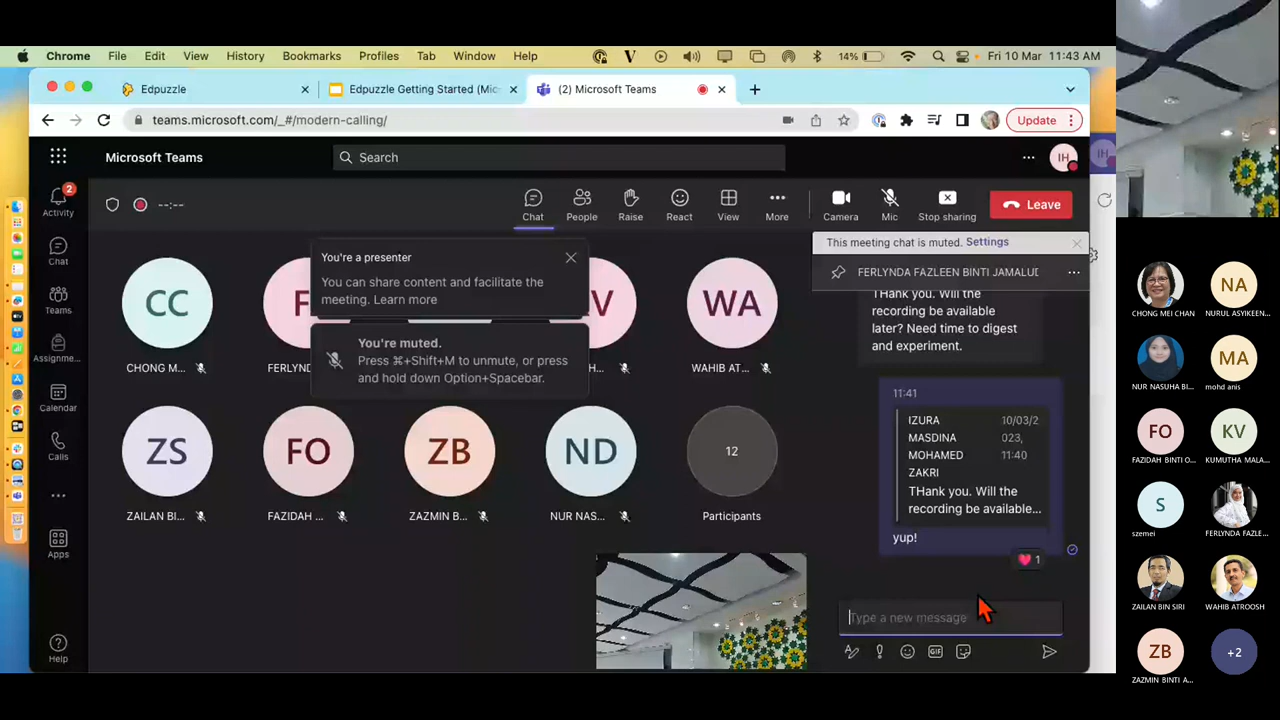 Chrome File Edit View History Bookmarks Profiles Tab Window Help
14% Fri 10 Mar 11:43 AM
Edpuzzle
Edpuzzle Getting Started (Mic
(2) Microsoft Teams
teams.microsoft.com/_#/modern-calling/
Update
Microsoft Teams
Search
IH
IH
2
Activity
Chat
Teams
Assignme...
Calendar
Calls
Apps
Help
--:--
Chat
People
Raise
React
View
More
Camera
Mic
Stop sharing
Leave
You're a presenter
You can share content and facilitate the
meeting. Learn more
You're muted.
Press ⌘+Shift+M to unmute, or press
and hold down Option+Spacebar.
CC
CHONG M...
F
FERLYND
V
WA
WAHIB AT...
ZS
ZAILAN BI...
FO
FAZIDAH ...
ZB
ZAZMIN B...
ND
NUR NAS...
12
Participants
This meeting chat is muted. Settings
FERLYNDA FAZLEEN BINTI JAMALUD
THank you. Will the
recording be available
later? Need time to digest
and experiment.
11:41
IZURA
MASDINA
MOHAMED
ZAKRI
10/03/2
023,
11:40
THank you. Will the
recording be available...
yup!
1
Type a new message
GIF
CHONG MEI CHAN
NA
NURUL ASYIKEEN...
NUR NASUHA BI...
MA
mohd anis
FO
FAZIDAH BINTI O...
KV
KUMUTHA MALA...
S
szemei
FERLYNDA FAZLE...
ZAILAN BIN SIRI
WAHIB ATROOSH
ZB
ZAZMIN BINTI A...
+2